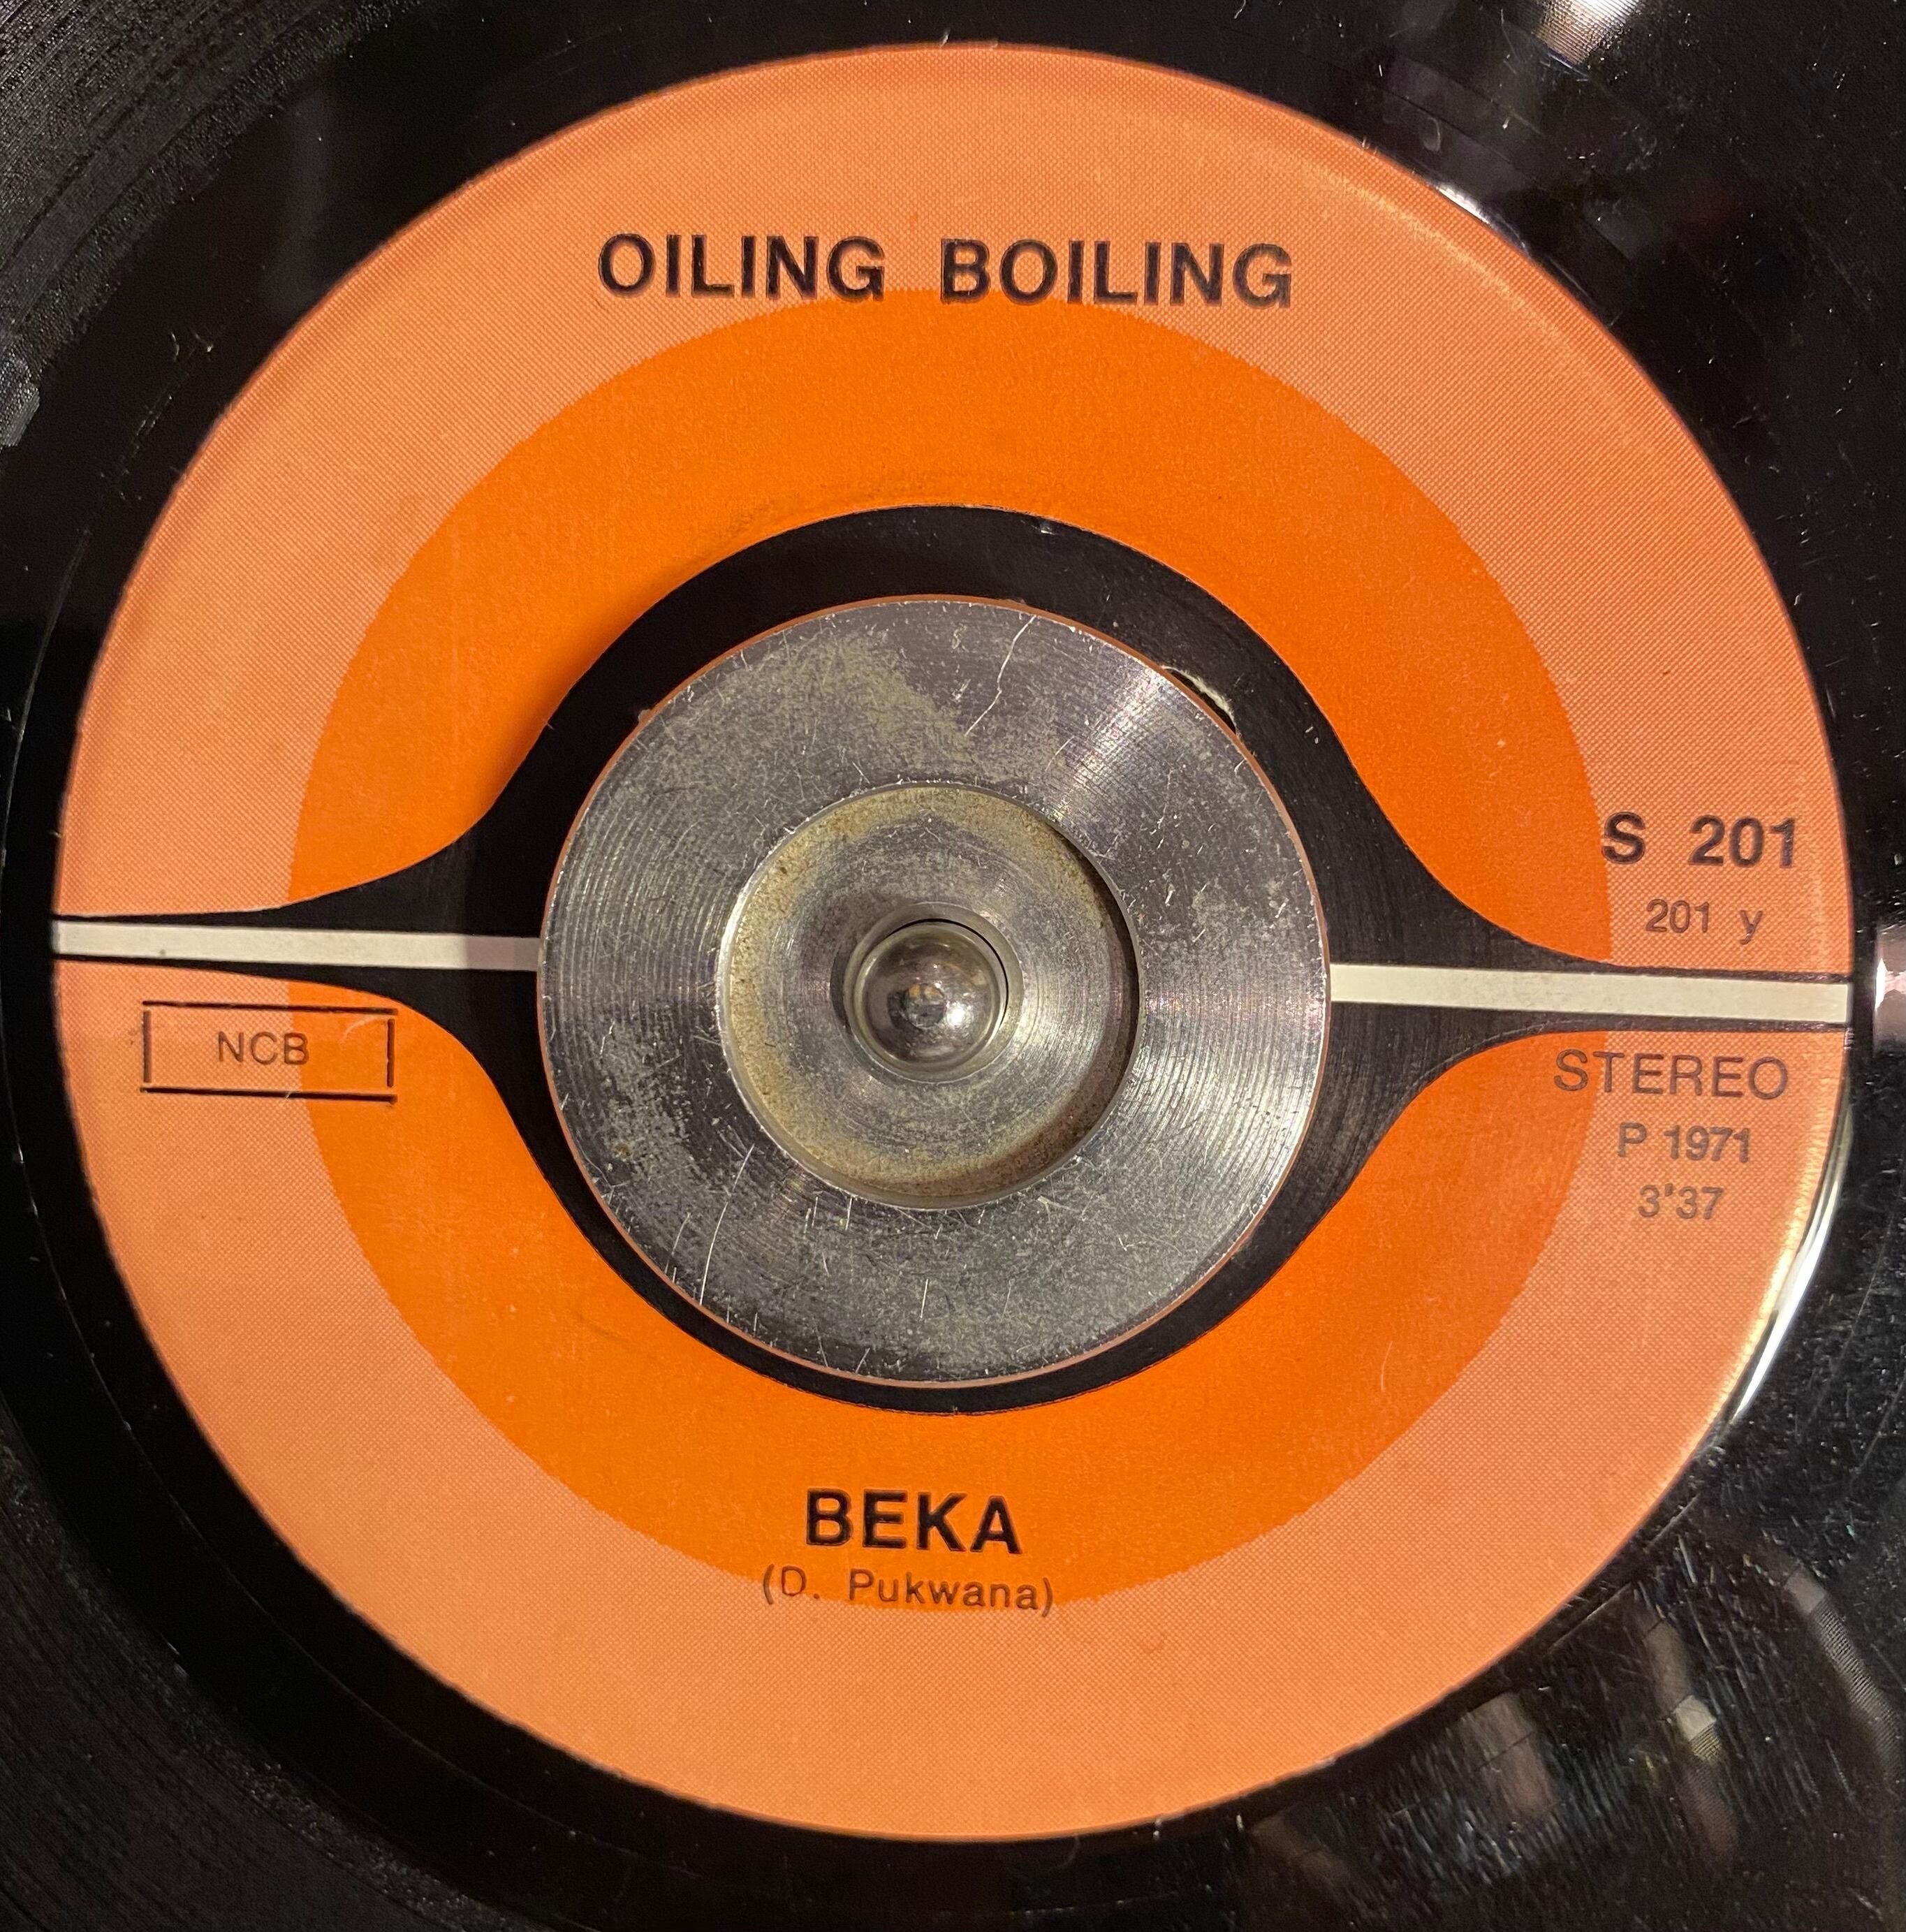 OILING BOILING
S 201
201 y
NCB
STEREO
P 1971
3'37
BEKA
(D. Pukwana)